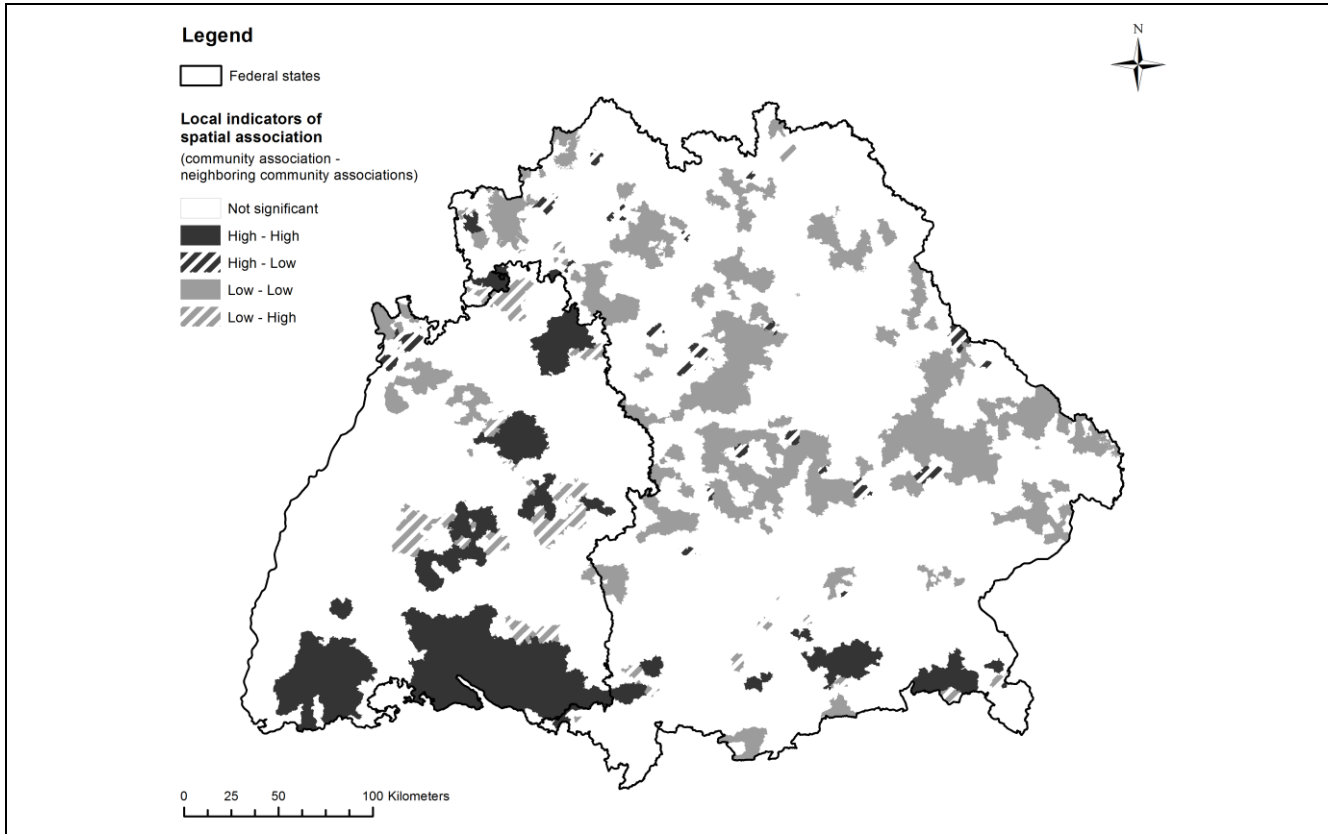 Legend
N
Federal states
Local indicators of
spatial association
(community association -
neighboring community associations)
Not significant
High - High
High - Low
Low - Low
Low - High
0 25 50 100 Kilometers